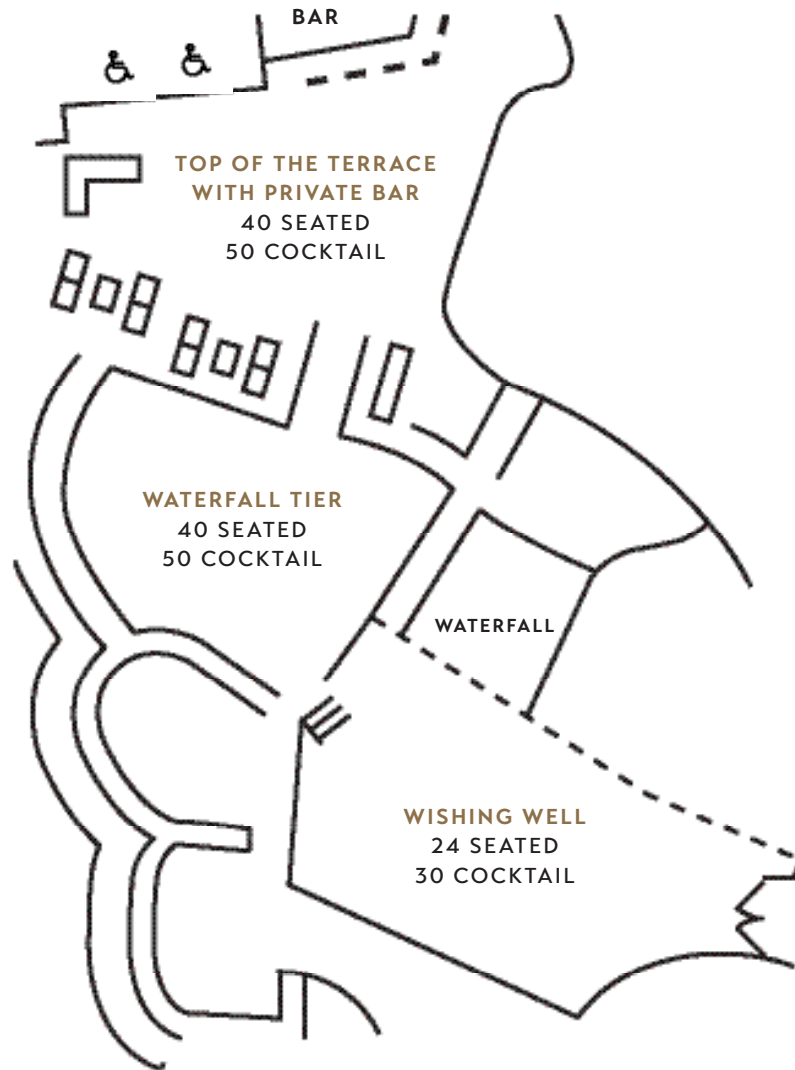 BAR
TOP OF THE TERRACE
WITH PRIVATE BAR
40 SEATED
50 COCKTAIL
WATERFALL TIER
40 SEATED
50 COCKTAIL
WATERFALL
WISHING WELL
24 SEATED
30 COCKTAIL